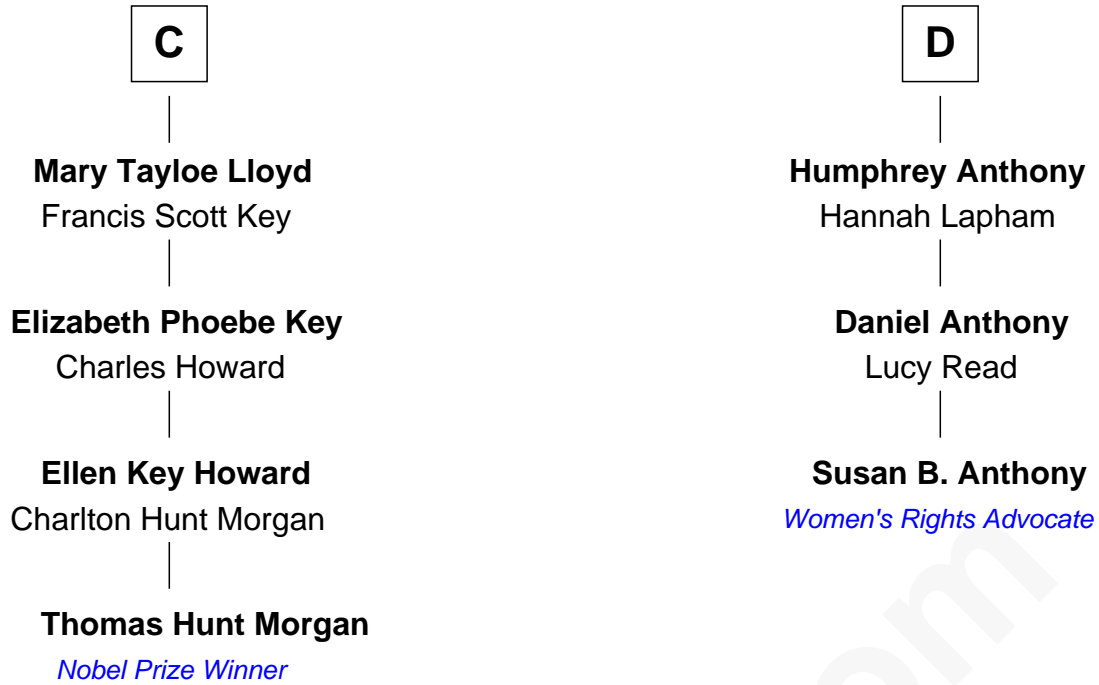 C
Mary Tayloe Lloyd
Francis Scott Key
Elizabeth Phoebe Key
Charles Howard
Ellen Key Howard
Charlton Hunt Morgan
Thomas Hunt Morgan
Nobel Prize Winner
D
Humphrey Anthony
Hannah Lapham
Daniel Anthony
Lucy Read
Susan B. Anthony
Women's Rights Advocate
om